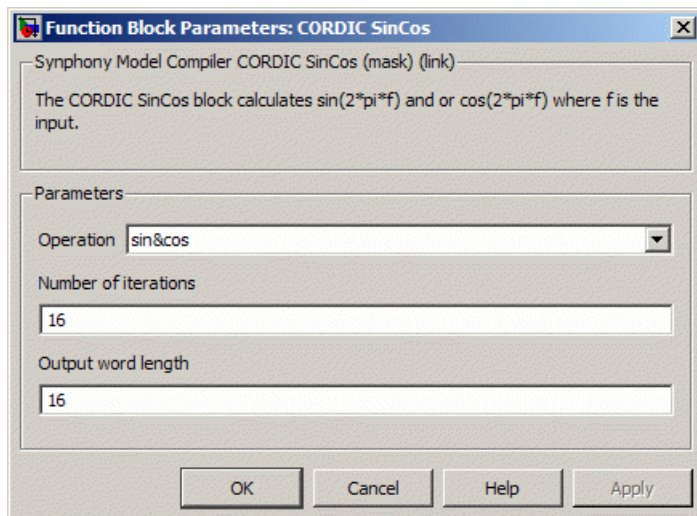 Function Block Parameters: CORDIC SinCos
Synphony Model Compiler CORDIC SinCos (mask) (link)
The CORDIC SinCos block calculates sin(2*pi*f) and or cos(2*pi*f) where f is the
input.
Parameters
Operation sin&cos
Number of iterations
16
Output word length
16
OK Cancel Help Apply